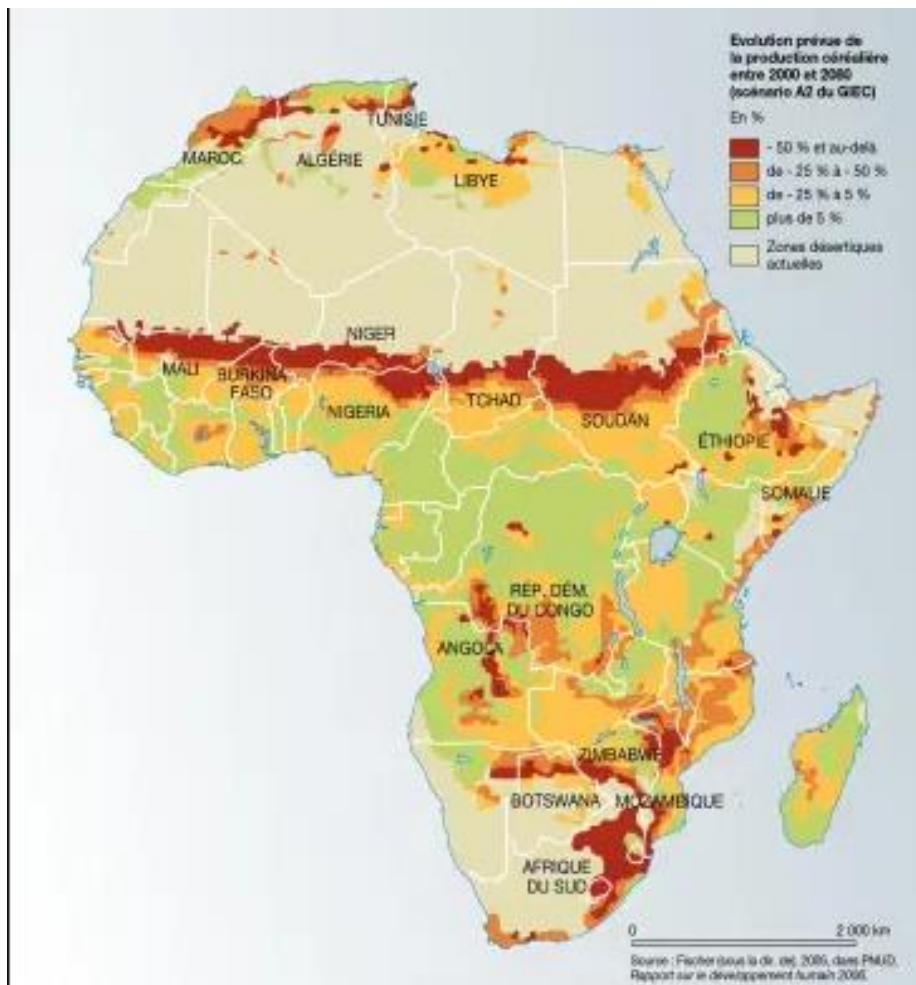 Evolution prévue de
la production céréalière
entre 2000 et 2080
(scénario A2 du GIEC)
En %
- 50 % et au-delà
de - 25 % à - 50 %
de - 25 % à 5 %
plus de 5 %
Zones désertiques
actuelles
TUNISIE
MAROC
ALGÉRIE
LIBYE
NIGER
MALI
BURKINA
FASO
NIGERIA
TCHAD
SOUDAN
ÉTHIOPIE
SOMALIE
RÉP. DÉM.
DU CONGO
ANGOLA
ZIMBABWE
BOTSWANA
MOZAMBIQUE
AFRIQUE
DU SUD
0 2 000 km
Source : Fischer (sous la dir. de), 2005, dans PNUD,
Rapport sur le développement humain 2006.